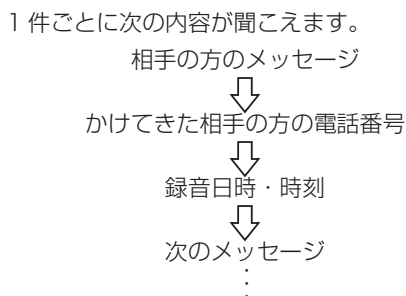 1件ごとに次の内容が聞こえます。
相手の方のメッセージ
かけてきた相手の方の電話番号
録音日時・時刻
次のメッセージ